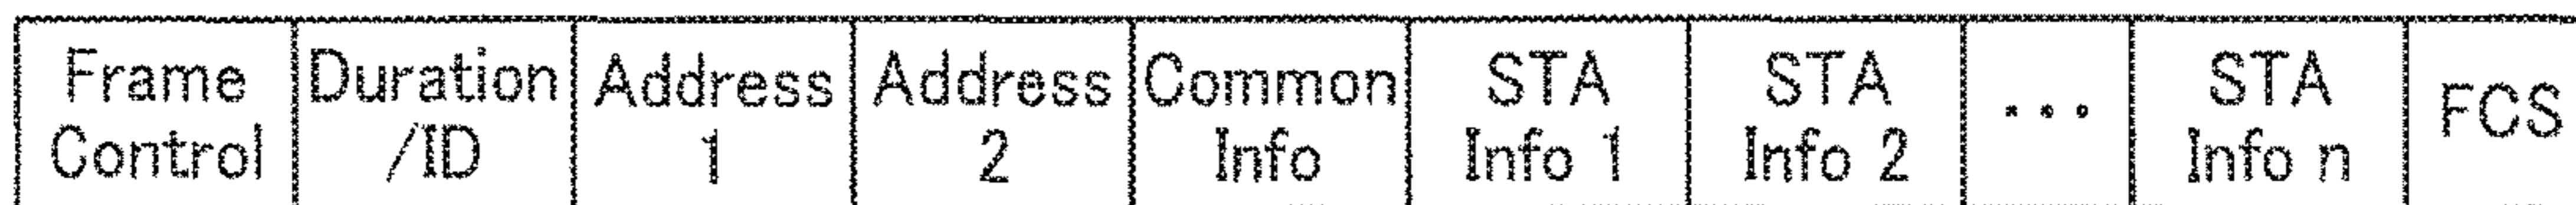 Frame
Control
Duration
/ID
Address
1
Address
2
Common
Info
STA
Info 1
STA
Info 2
...
STA
Info n
FCS